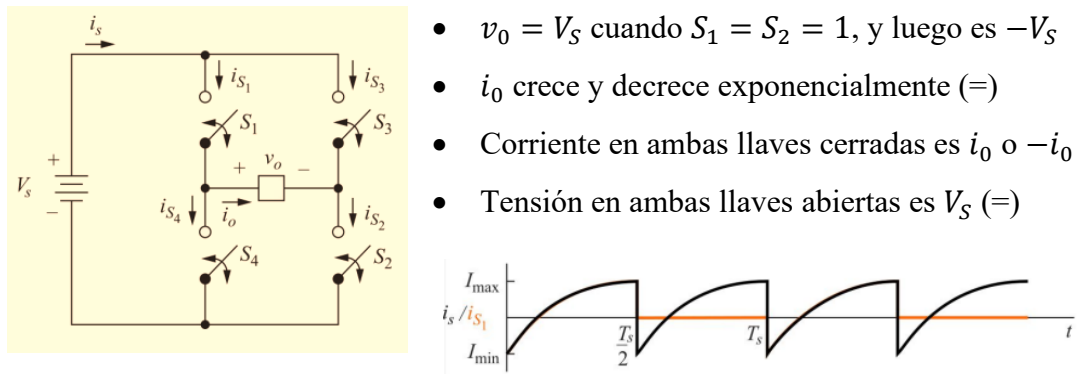 i_s
i_{S_1} i_{S_3}
S_1 S_3
+ v_o −
+
V_s
−
i_{S_4} i_o i_{S_2}
S_4 S_2
• v_0 = V_S cuando S_1 = S_2 = 1, y luego es −V_S
• i_0 crece y decrece exponencialmente (=)
• Corriente en ambas llaves cerradas es i_0 o −i_0
• Tensión en ambas llaves abiertas es V_S (=)
I_max
i_s /i_{S_1}
I_min
T_s/2
T_s
t